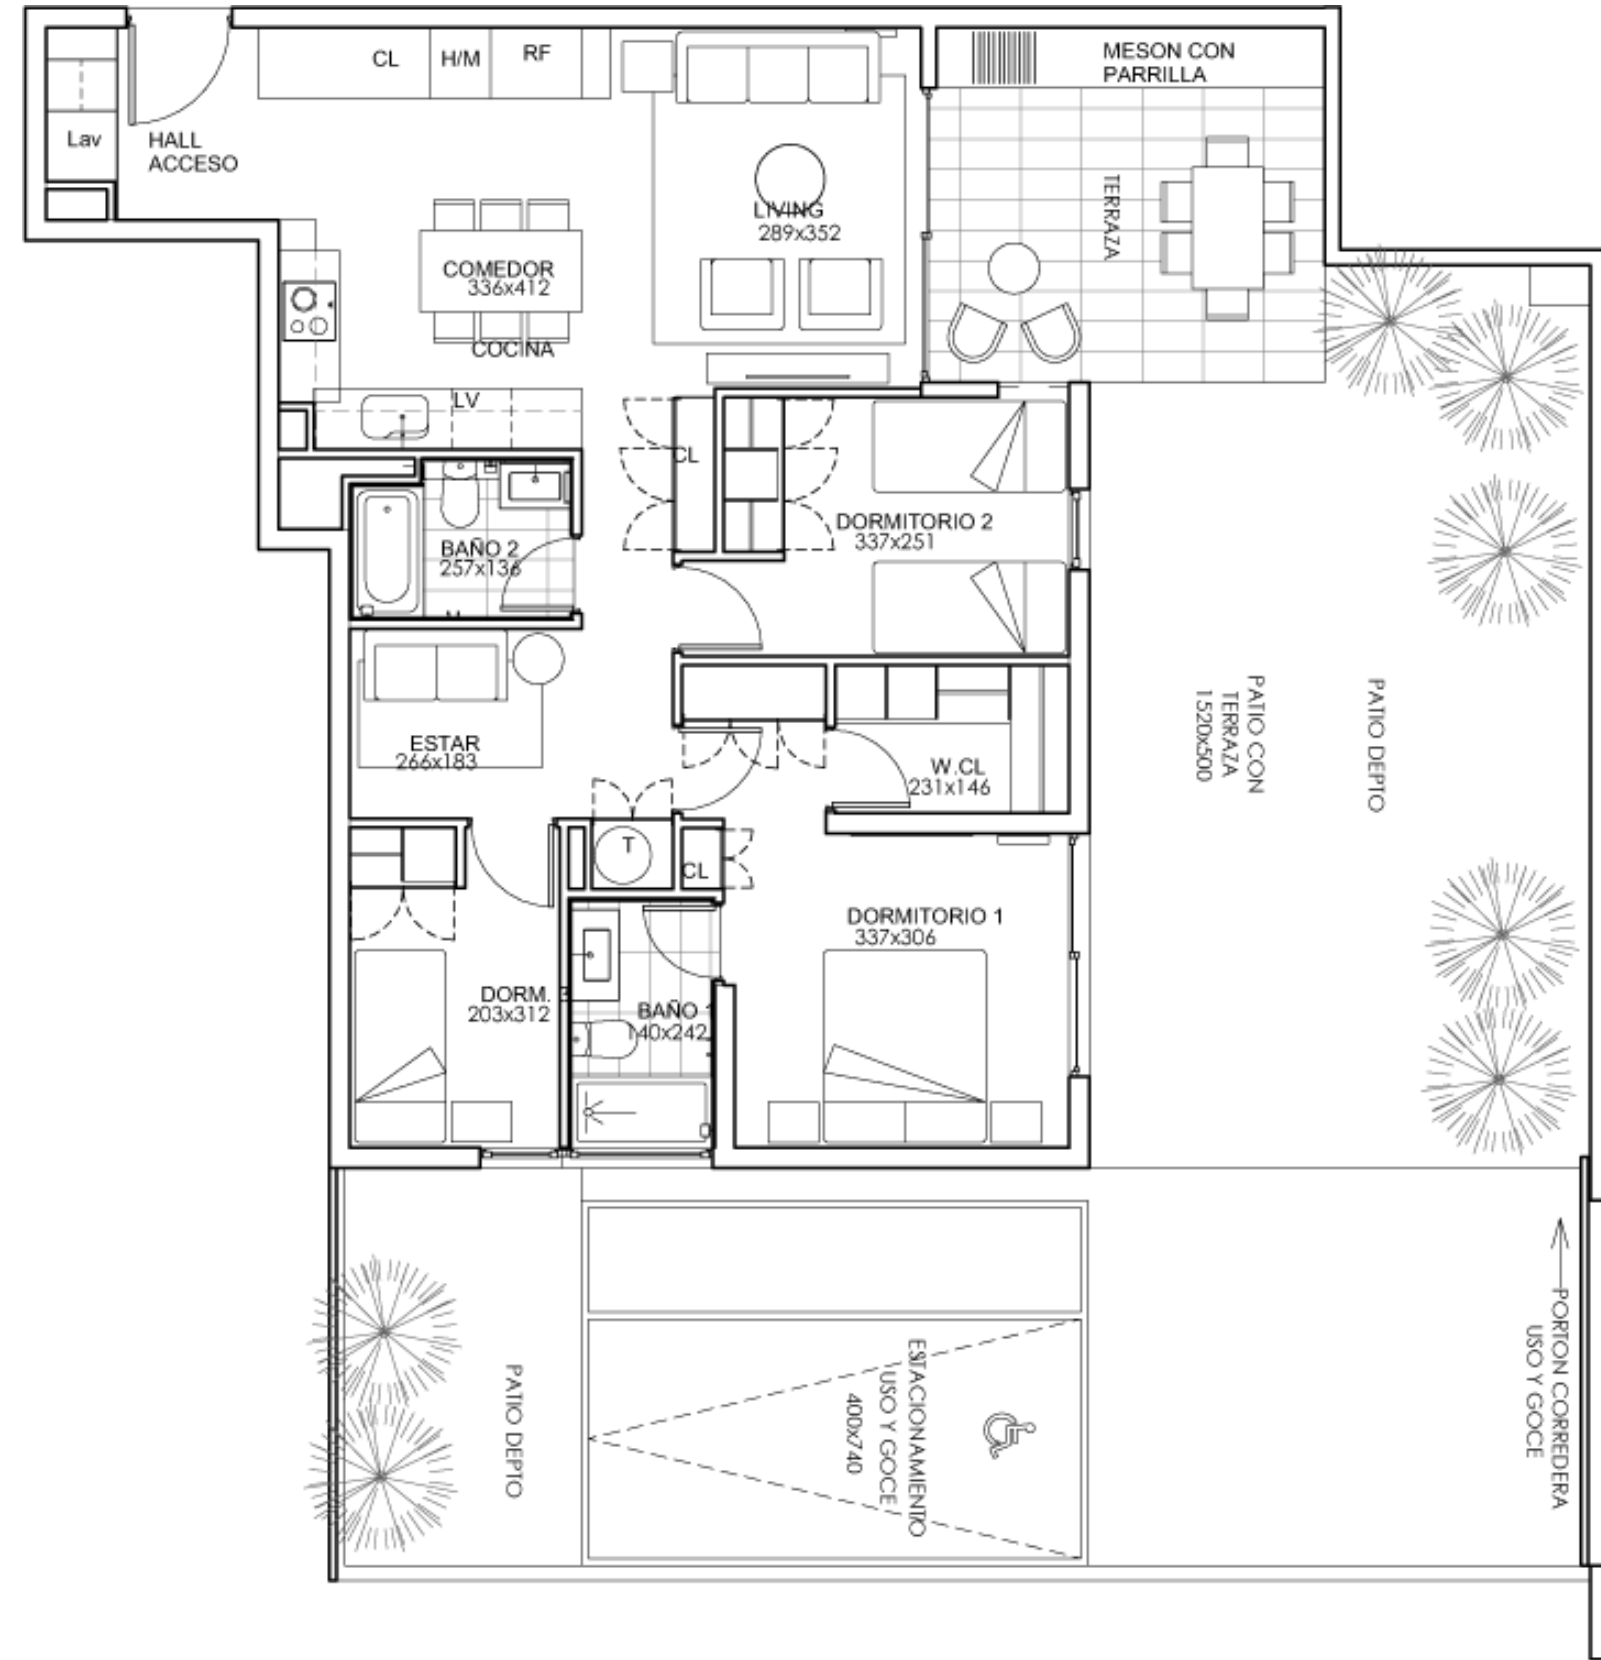 CL
H/M
RF
MESON CON
PARRILLA
Lav
HALL
ACCESO
LIVING
289x352
TERRAZA
COMEDOR
336x412
COCINA
LV
CL
DORMITORIO 2
337x251
BAÑO 2
257x136
ESTAR
266x183
W.CL
231x146
PATIO CON
TERRAZA
1520x500
PATIO DEPTO
T
CL
DORMITORIO 1
337x306
DORM.
203x312
BAÑO
140x242
PATIO DEPTO
ESTACIONAMIENTO
USO Y GOCE
400x740
PORTON CORREDERA
USO Y GOCE